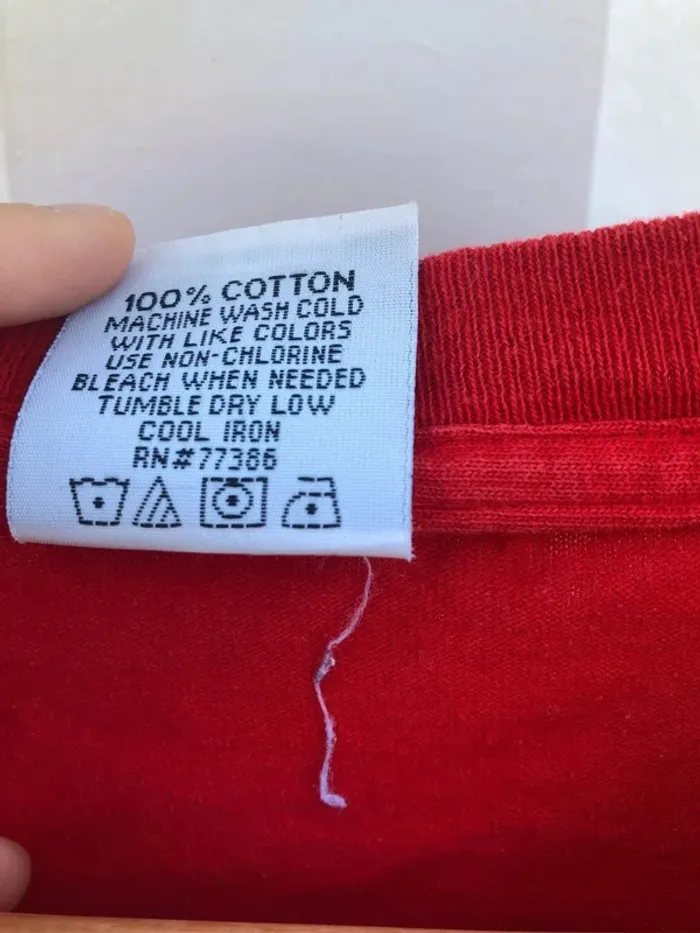 100% COTTON
MACHINE WASH COLD
WITH LIKE COLORS
USE NON-CHLORINE
BLEACH WHEN NEEDED
TUMBLE DRY LOW
COOL IRON
RN#77386